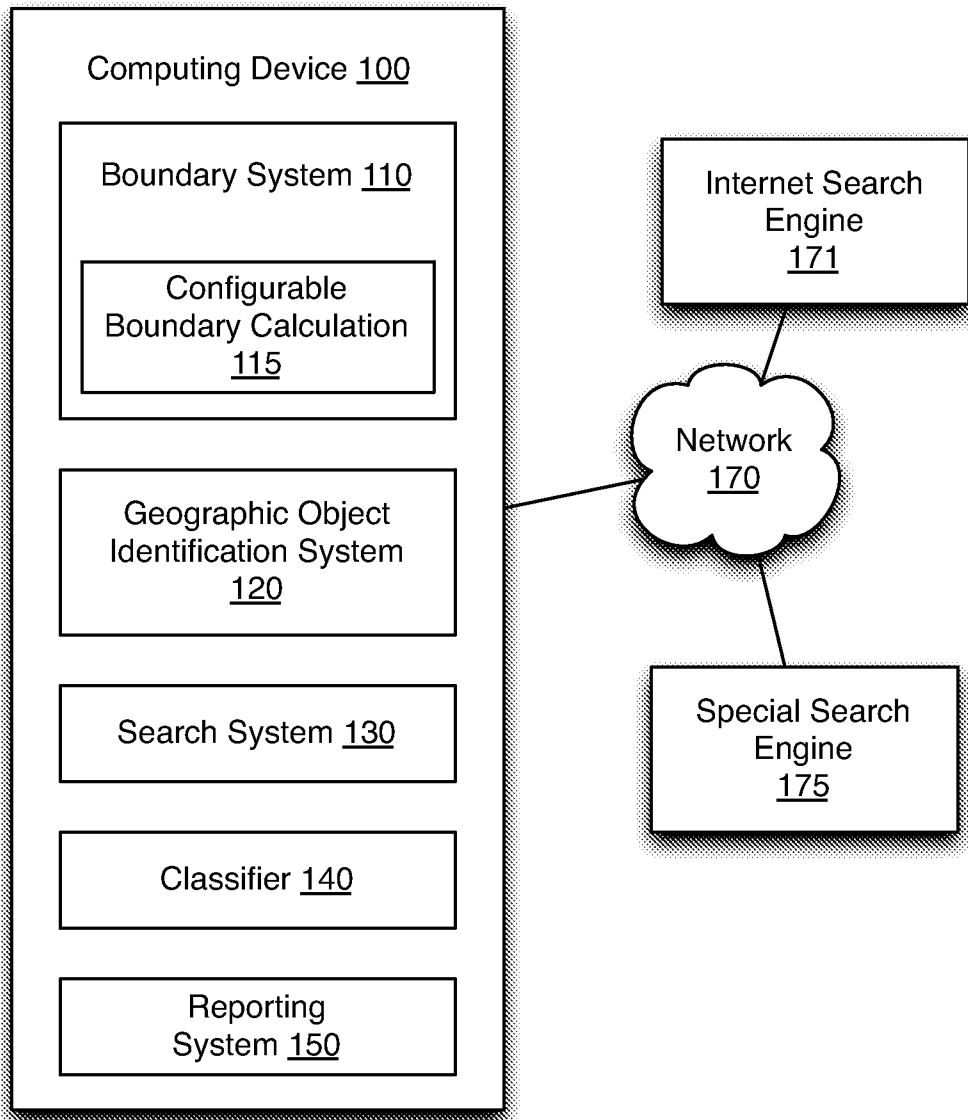 Computing Device 100
Boundary System 110
Configurable
Boundary Calculation
115
Geographic Object
Identification System
120
Search System 130
Classifier 140
Reporting
System 150
Internet Search
Engine
171
Network
170
Special Search
Engine
175